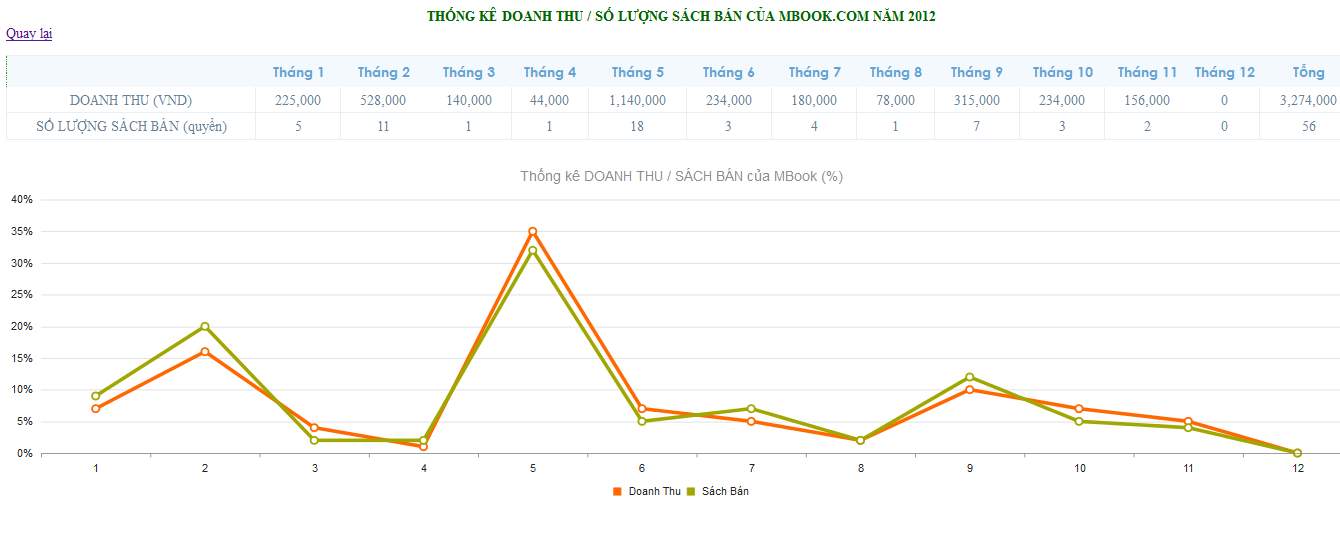 THỐNG KÊ DOANH THU / SỐ LƯỢNG SÁCH BÁN CỦA MBOOK.COM NĂM 2012
Quay lại
Tháng 1 Tháng 2 Tháng 3 Tháng 4 Tháng 5 Tháng 6 Tháng 7 Tháng 8 Tháng 9 Tháng 10 Tháng 11 Tháng 12 Tổng
DOANH THU (VND) 225,000 528,000 140,000 44,000 1,140,000 234,000 180,000 78,000 315,000 234,000 156,000 0 3,274,000
SỐ LƯỢNG SÁCH BÁN (quyển) 5 11 1 1 18 3 4 1 7 3 2 0 56
Thống kê DOANH THU / SÁCH BÁN của MBook (%)
40%
35%
30%
25%
20%
15%
10%
5%
0%
1 2 3 4 5 6 7 8 9 10 11 12
Doanh Thu Sách Bán